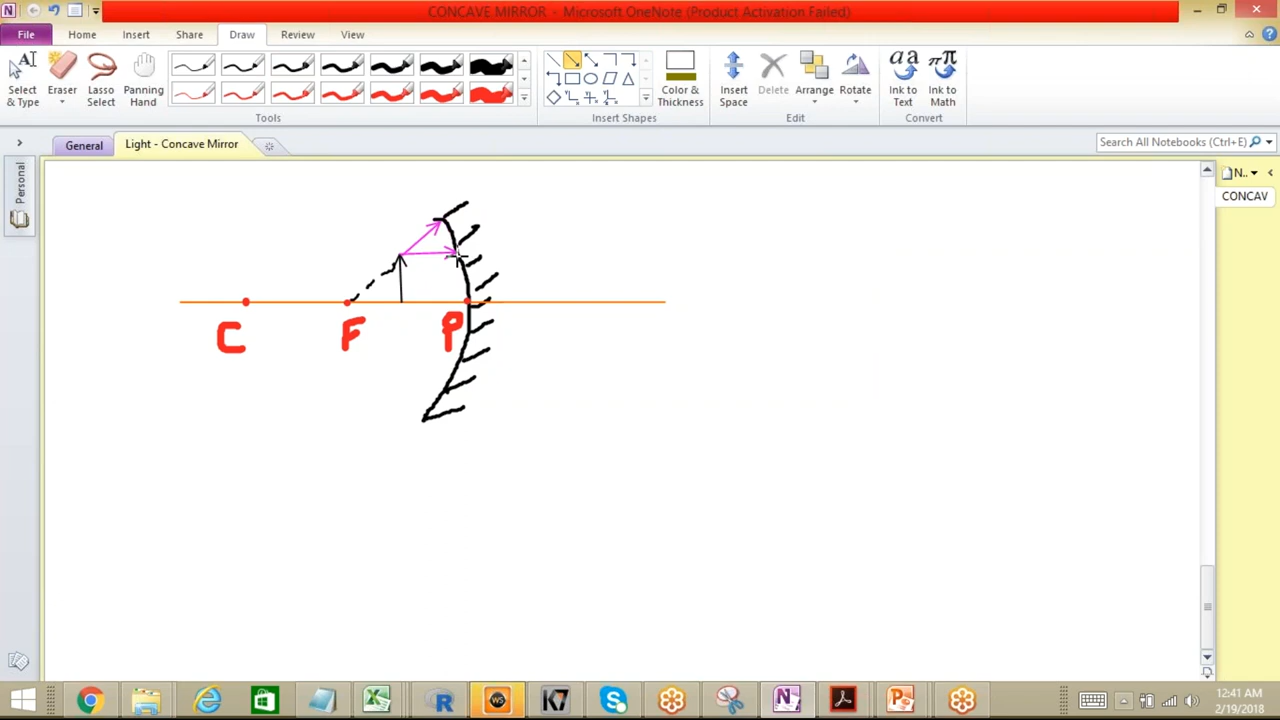 CONCAVE MIRROR - Microsoft OneNote (Product Activation Failed)
File Home Insert Share Draw Review View
Select & Type
Eraser
Lasso Select
Panning Hand
Color & Thickness
Insert Space
Delete
Arrange
Rotate
Ink to Text
Ink to Math
Tools
Insert Shapes
Edit
Convert
General
Light - Concave Mirror
Search All Notebooks (Ctrl+E)
Personal
N..
CONCAV
C
F
P
12:41 AM
2/19/2018